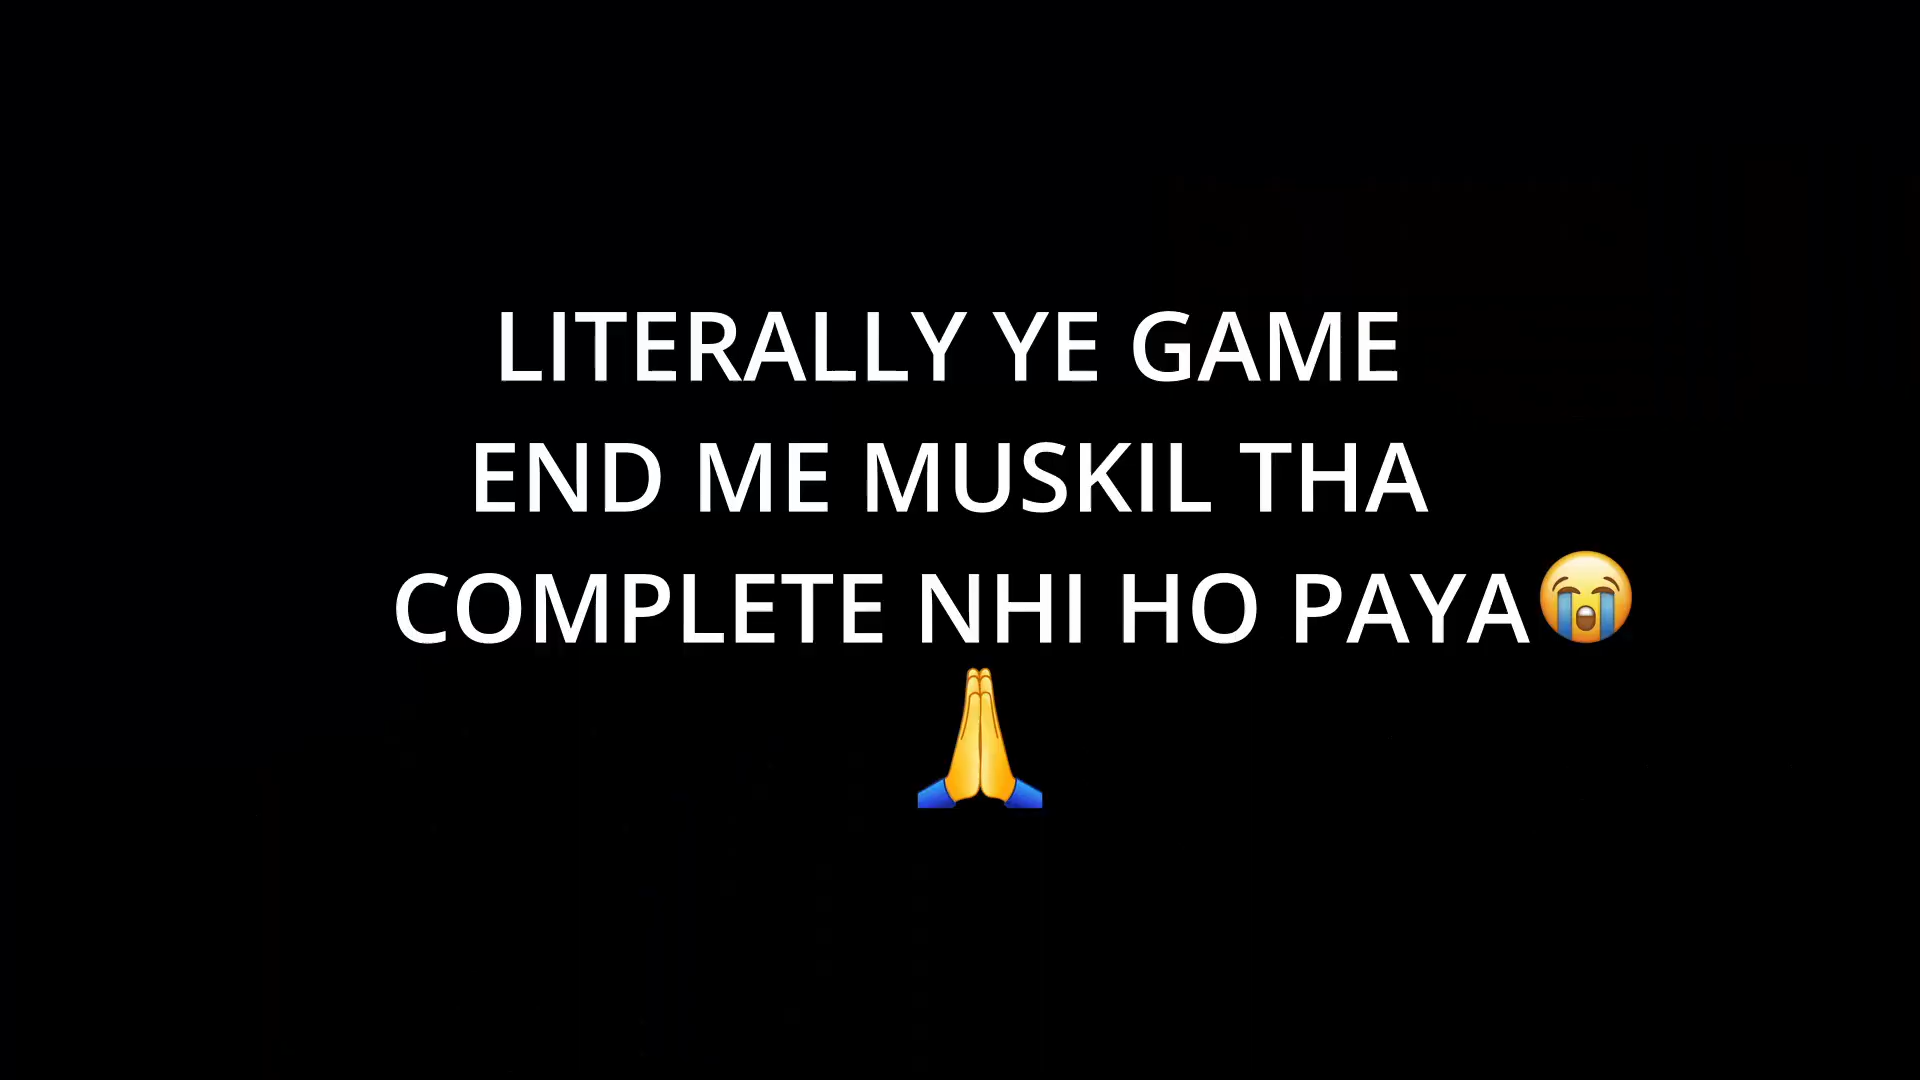 LITERALLY YE GAME
END ME MUSKIL THA
COMPLETE NHI HO PAYA😭
🙏